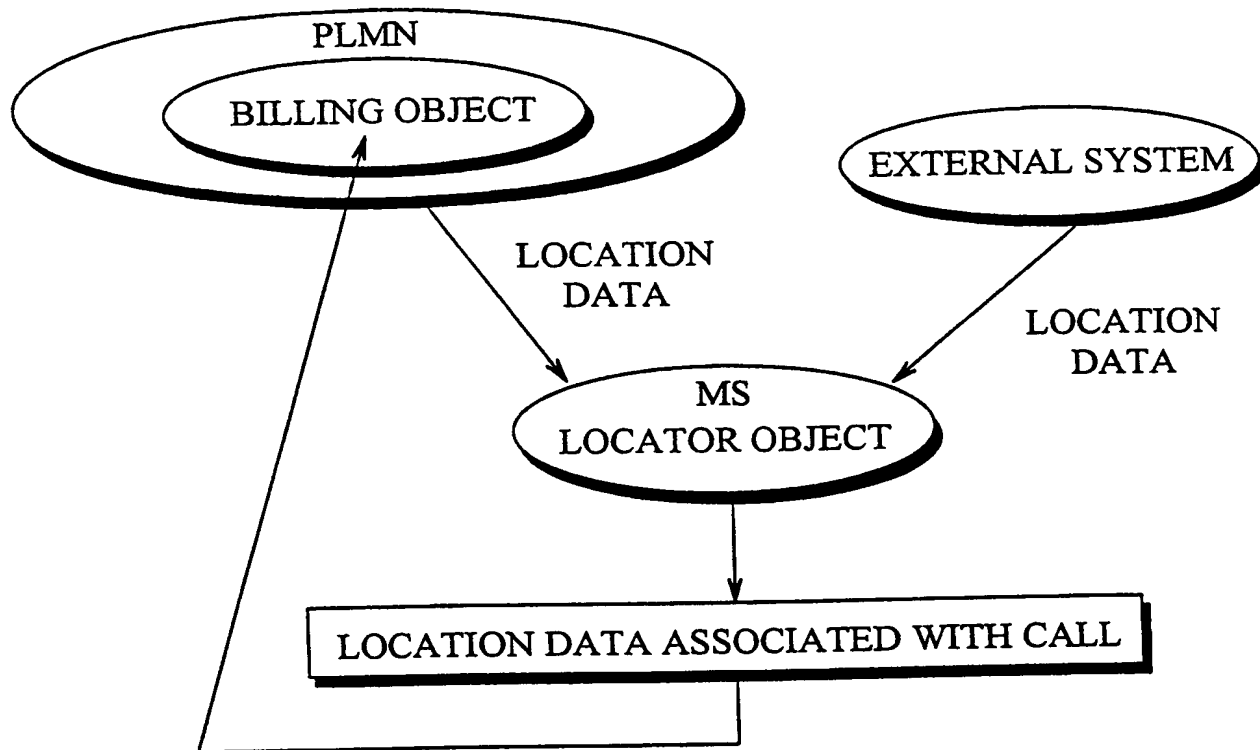 PLMN
BILLING OBJECT
EXTERNAL SYSTEM
LOCATION
DATA
LOCATION
DATA
MS
LOCATOR OBJECT
LOCATION DATA ASSOCIATED WITH CALL